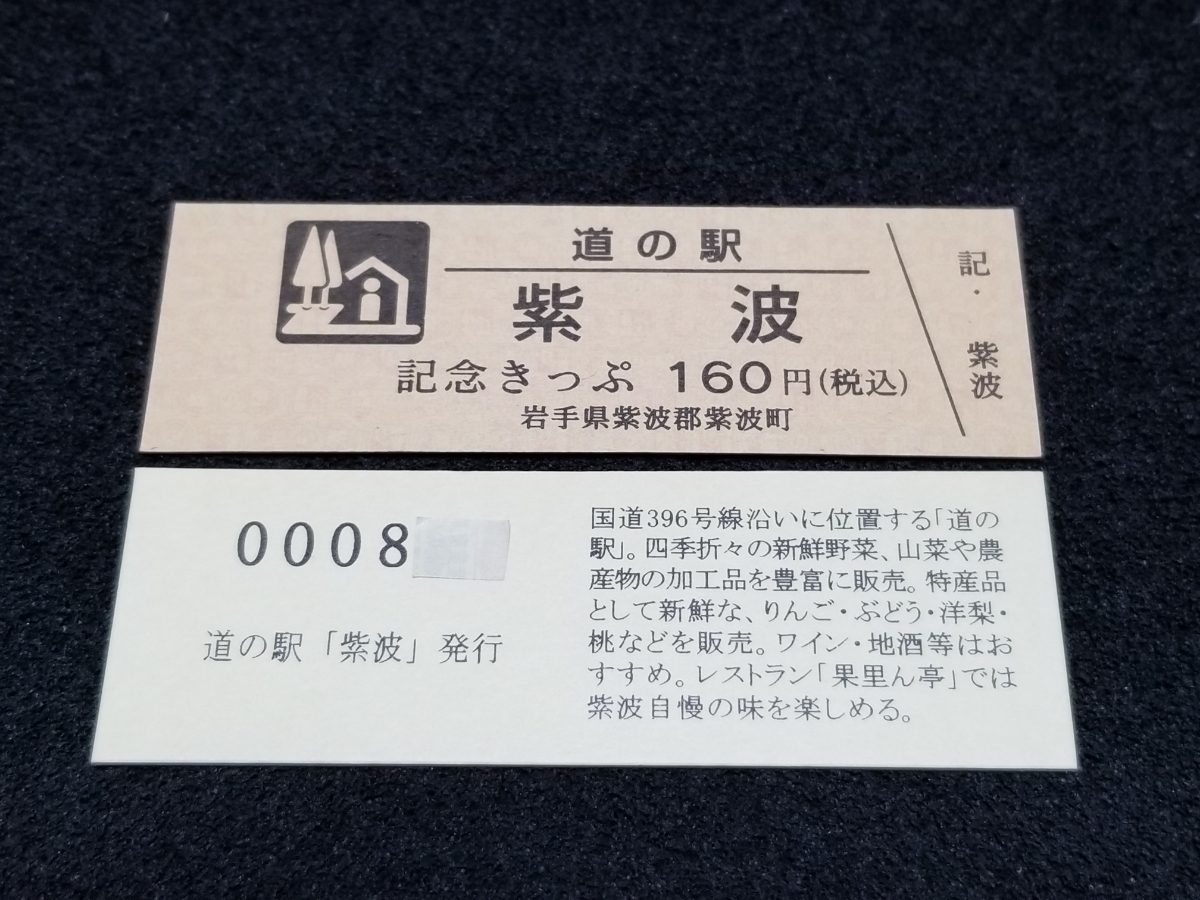 道の駅
紫波
記念きっぷ 160円(税込)
岩手県紫波郡紫波町
記・紫波
0008
道の駅「紫波」発行
国道396号線沿いに位置する「道の
駅」。四季折々の新鮮野菜、山菜や農
産物の加工品を豊富に販売。特産品
として新鮮な、りんご・ぶどう・洋梨・
桃などを販売。ワイン・地酒等はお
すすめ。レストラン「果里ん亭」では
紫波自慢の味を楽しめる。